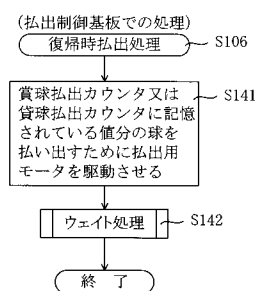 (払出制御基板での処理)
復帰時払出処理
S106
賞球払出カウンタ又は
貸球払出カウンタに記憶
されている値分の球を
払い出すために払出用
モータを駆動させる
S141
ウェイト処理
S142
終 了